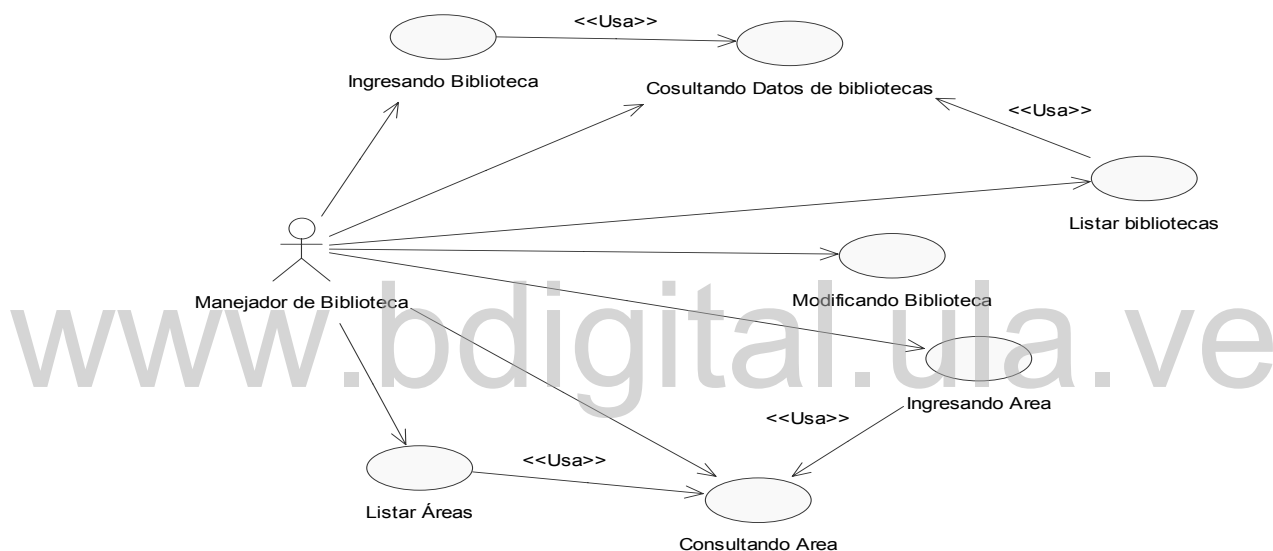 <<Usa>>
Ingresando Biblioteca
Cosultando Datos de bibliotecas
<<Usa>>
Listar bibliotecas
Manejador de Biblioteca
Modificando Biblioteca
www.bdigital.ula.ve
Ingresando Area
<<Usa>>
<<Usa>>
Listar Áreas
Consultando Area